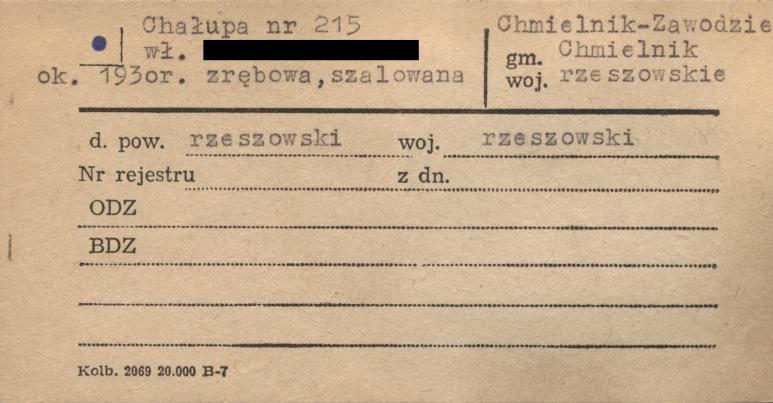 Chałupa nr 215
wł.
ok. 193or. zrębowa,szalowana
Chmielnik-Zawodzie
gm. Chmielnik
woj. rzeszowskie
d. pow. rzeszowski woj. rzeszowski
Nr rejestru z dn.
ODZ
BDZ
Kolb. 2069 20.000 B-7